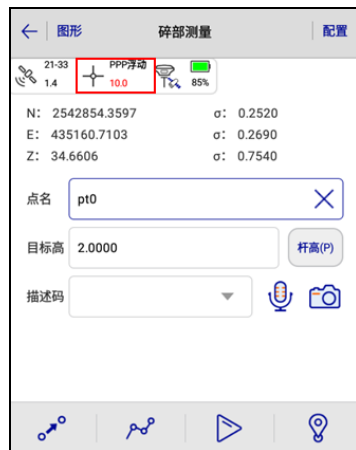 图形 碎部测量 配置
21-33 PPP浮动
1.4 10.0 85%
N: 2542854.3597 σ: 0.2520
E: 435160.7103 σ: 0.2690
Z: 34.6606 σ: 0.7540
点名 pt0
目标高 2.0000 杆高(P)
描述码